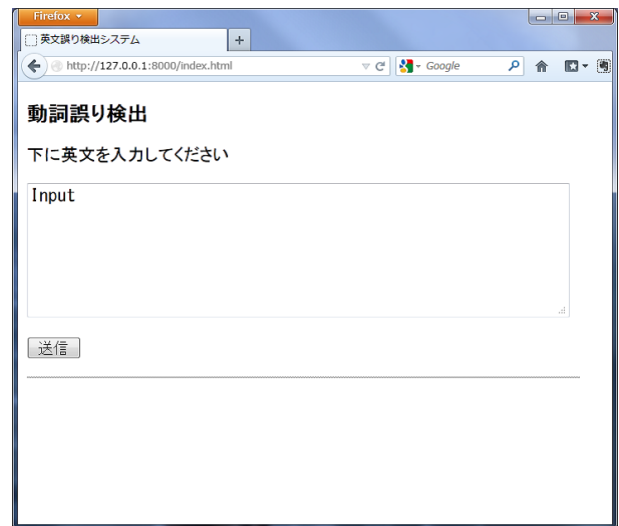 Firefox
英文誤り検出システム
http://127.0.0.1:8000/index.html
Google
動詞誤り検出
下に英文を入力してください
Input
送信